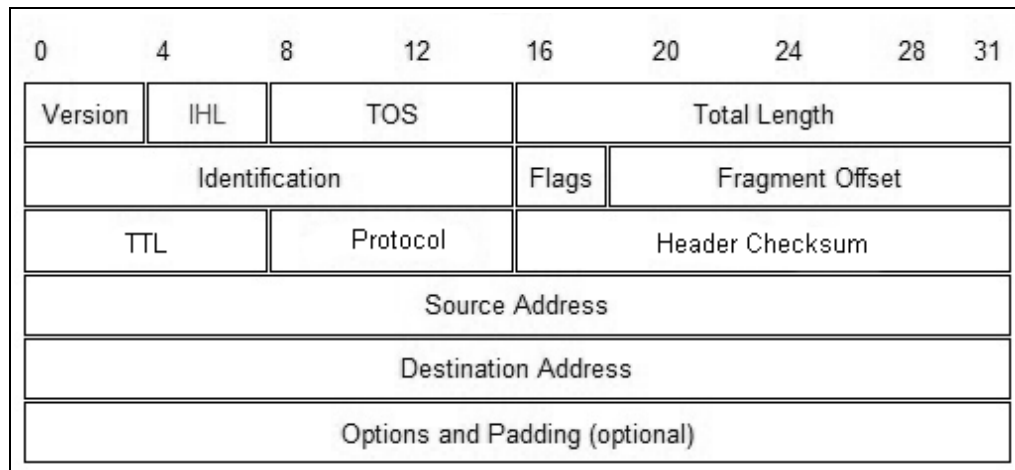 0 4 8 12 16 20 24 28 31
Version IHL TOS Total Length
Identification Flags Fragment Offset
TTL Protocol Header Checksum
Source Address
Destination Address
Options and Padding (optional)